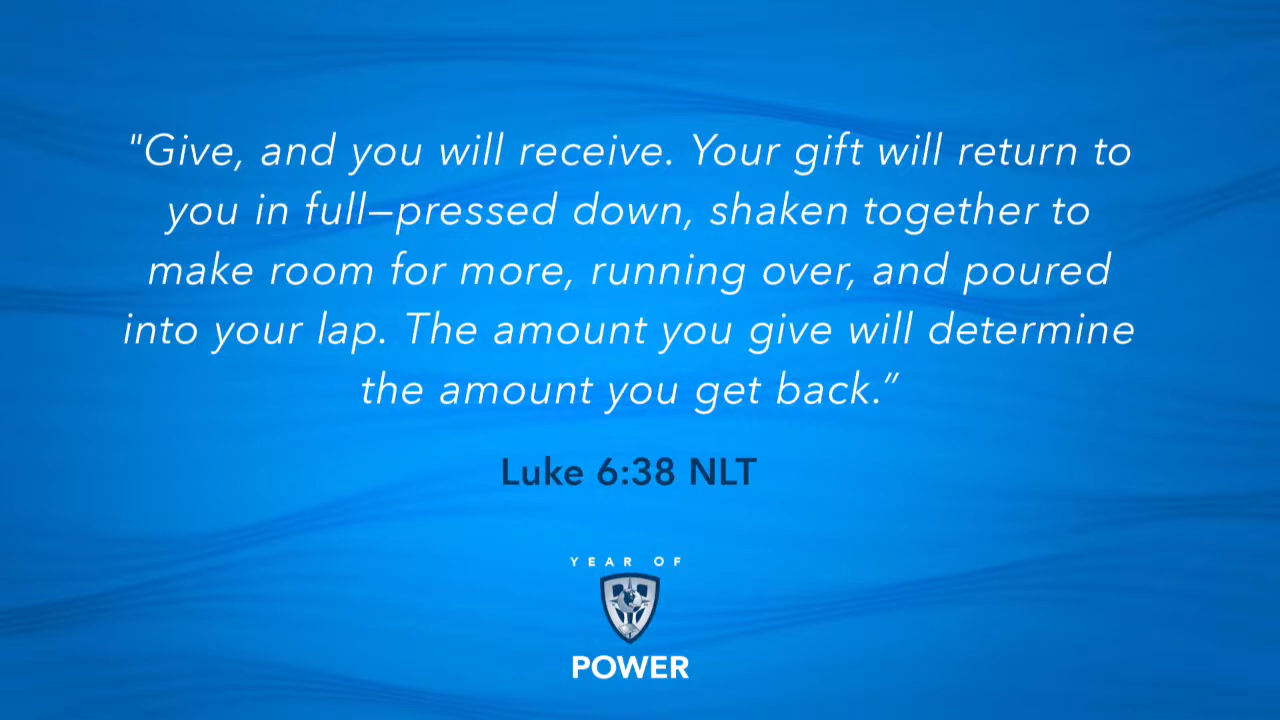 "Give, and you will receive. Your gift will return to
you in full—pressed down, shaken together to
make room for more, running over, and poured
into your lap. The amount you give will determine
the amount you get back.”
Luke 6:38 NLT
YEAR OF
POWER